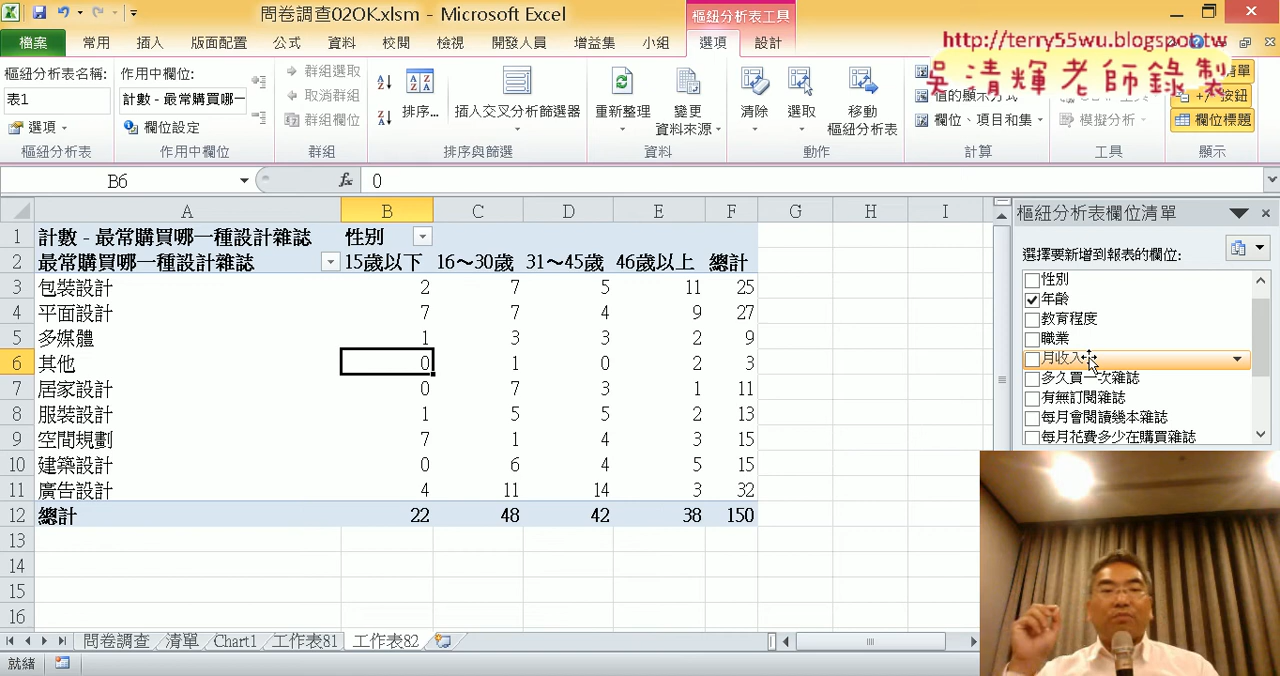 問卷調查02OK.xlsm - Microsoft Excel
樞紐分析表工具
檔案 常用 插入 版面配置 公式 資料 校閱 檢視 開發人員 增益集 小組 選項 設計
http://terry55wu.blogspot.tw
吳清輝老師錄製
樞紐分析表名稱:
表1
選項
樞紐分析表
作用中欄位:
計數 - 最常購買哪一
欄位設定
作用中欄位
群組選取
取消群組
群組欄位
群組
排序...
插入交叉分析篩選器
排序與篩選
重新整理
變更
資料來源
資料
清除
選取
移動
樞紐分析表
動作
值的顯示方式
欄位、項目和集
計算
模擬分析
工具
清單
+/- 按鈕
欄位標題
顯示
B6 fx 0
A B C D E F G H I
1 計數 - 最常購買哪一種設計雜誌 性別
2 最常購買哪一種設計雜誌 15歲以下 16～30歲 31～45歲 46歲以上 總計
3 包裝設計 2 7 5 11 25
4 平面設計 7 7 4 9 27
5 多媒體 1 3 3 2 9
6 其他 0 1 0 2 3
7 居家設計 0 7 3 1 11
8 服裝設計 1 5 5 2 13
9 空間規劃 7 1 4 3 15
10 建築設計 0 6 4 5 15
11 廣告設計 4 11 14 3 32
12 總計 22 48 42 38 150
13
14
15
16
樞紐分析表欄位清單
選擇要新增到報表的欄位:
性別
年齡
教育程度
職業
月收入
多久買一次雜誌
有無訂閱雜誌
每月會閱讀幾本雜誌
每月花費多少在購買雜誌
問卷調查 清單 Chart1 工作表81 工作表82
就緒